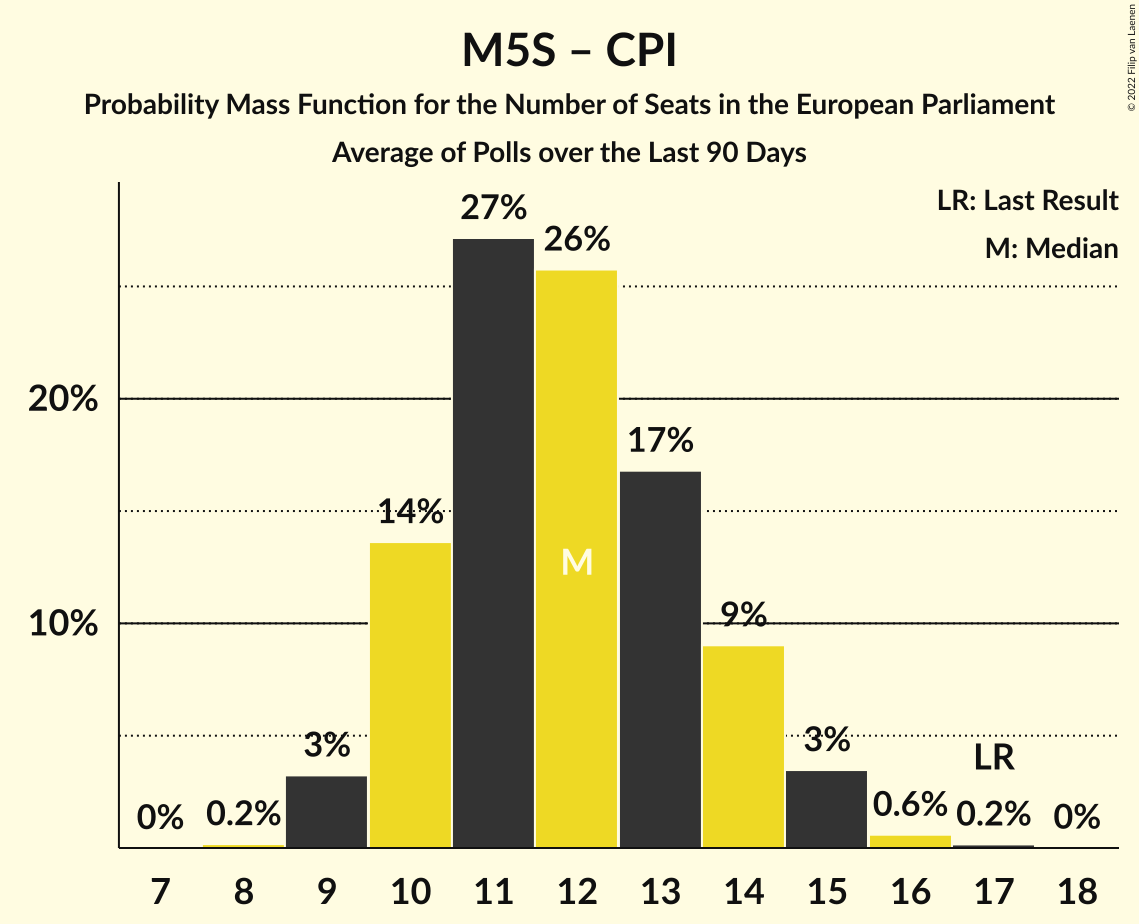 M5S – CPI
Probability Mass Function for the Number of Seats in the European Parliament
Average of Polls over the Last 90 Days
© 2022 Filip van Laenen
LR: Last Result
M: Median
20%
10%
0%
0.2%
3%
14%
27%
26%
17%
9%
3%
0.6%
0.2%
0%
M
LR
7 8 9 10 11 12 13 14 15 16 17 18